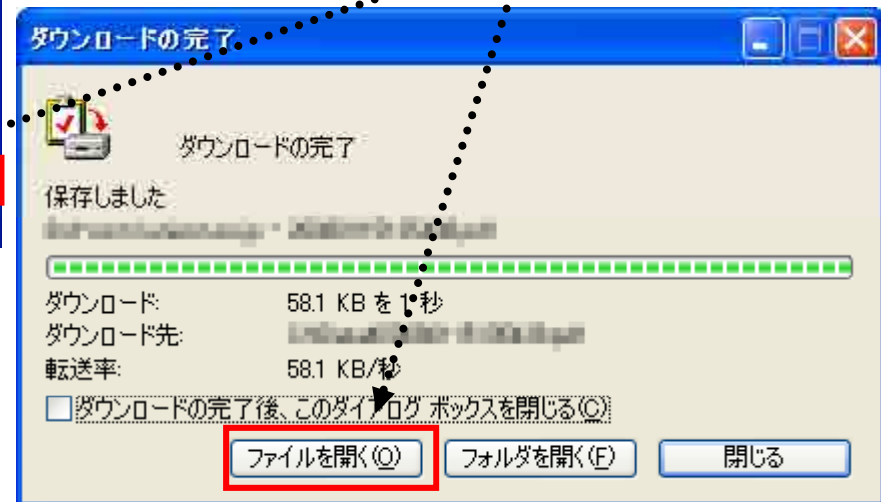 ダウンロードの完了
ダウンロードの完了
保存しました
ダウンロード: 58.1 KB を 1 秒
ダウンロード先:
転送率: 58.1 KB/秒
ダウンロードの完了後、このダイアログ ボックスを閉じる(C)
ファイルを開く(O) フォルダを開く(F) 閉じる